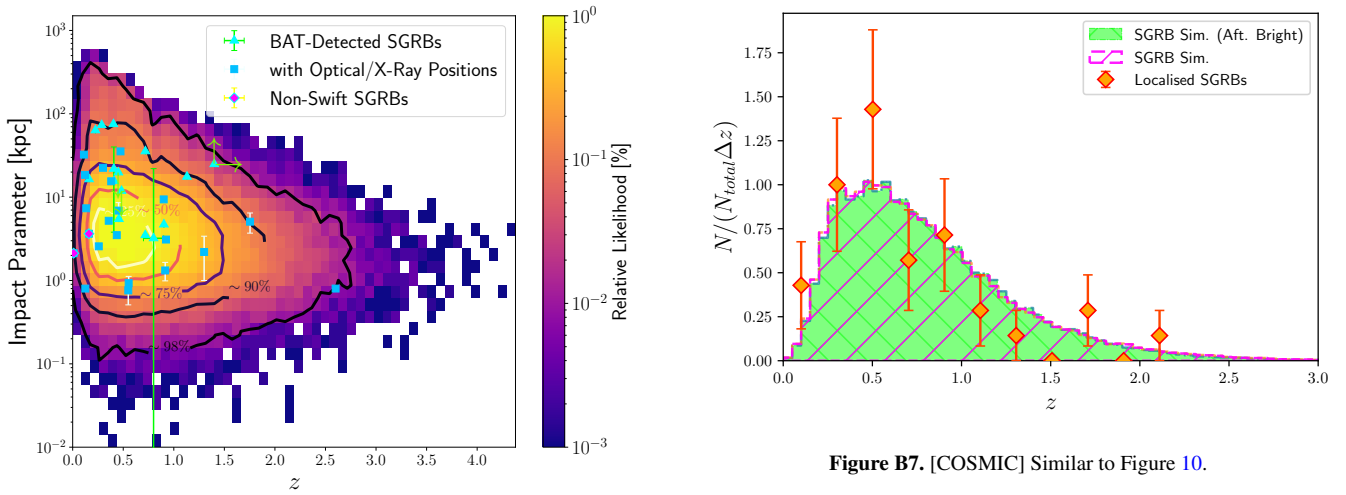 10^3
10^2
10^1
10^0
10^-1
10^-2
Impact Parameter [kpc]
BAT-Detected SGRBs
with Optical/X-Ray Positions
Non-Swift SGRBs
~ 50%
~ 75%
~ 90%
~ 98%
0.0 0.5 1.0 1.5 2.0 2.5 3.0 3.5 4.0
z
10^0
10^-1
10^-2
10^-3
Relative Likelihood [%]
1.75
1.50
1.25
1.00
0.75
0.50
0.25
0.00
N/(N_total Δz)
SGRB Sim. (Aft. Bright)
SGRB Sim.
Localised SGRBs
0.0 0.5 1.0 1.5 2.0 2.5 3.0
z
Figure B7. [COSMIC] Similar to Figure 10.